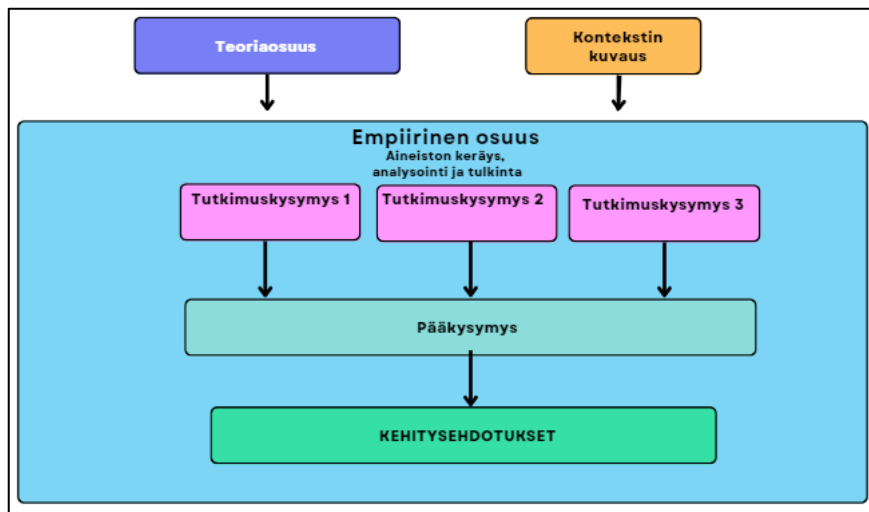 Teoriaosuus
Kontekstin
kuvaus
Empiirinen osuus
Aineiston keräys,
analysointi ja tulkinta
Tutkimuskysymys 1
Tutkimuskysymys 2
Tutkimuskysymys 3
Pääkysymys
KEHITYSEHDOTUKSET